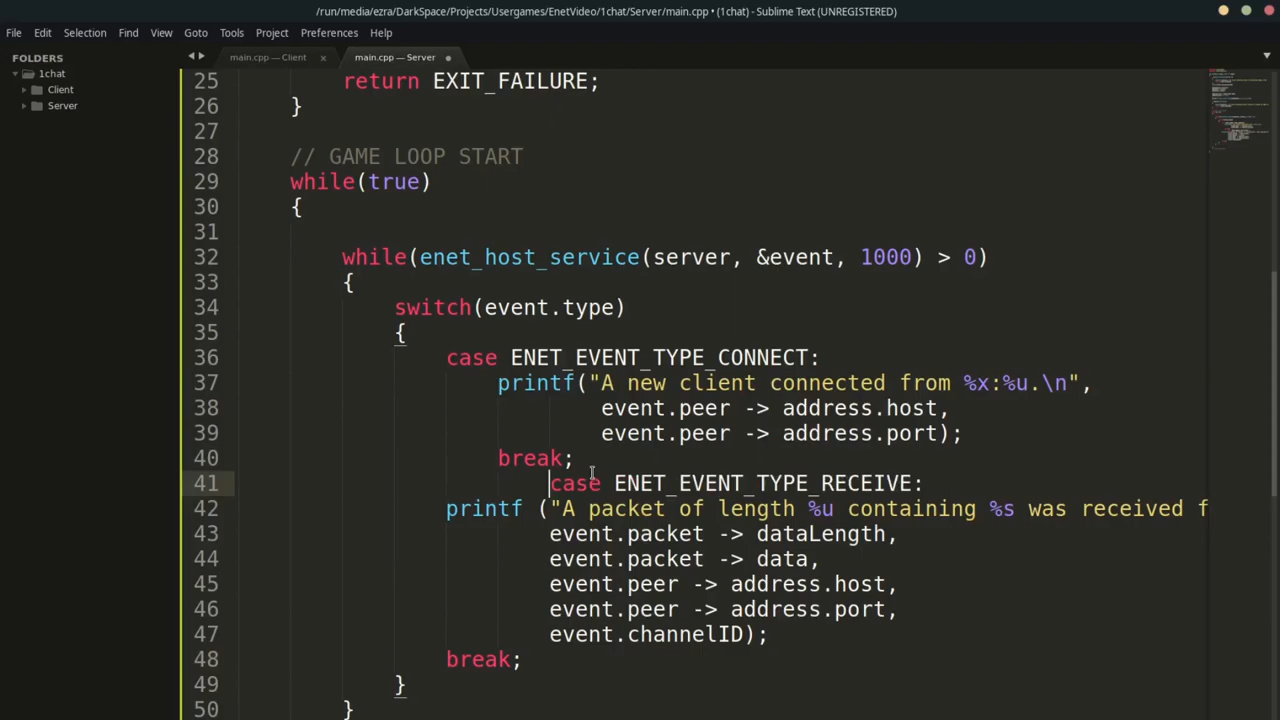 /run/media/ezra/DarkSpace/Projects/Usergames/EnetVideo/1chat/Server/main.cpp • (1chat) - Sublime Text (UNREGISTERED)
File Edit Selection Find View Goto Tools Project Preferences Help
FOLDERS
1chat
Client
Server
main.cpp — Client
main.cpp — Server
25 return EXIT_FAILURE;
26 }
27
28 // GAME LOOP START
29 while(true)
30 {
31
32 while(enet_host_service(server, &event, 1000) > 0)
33 {
34 switch(event.type)
35 {
36 case ENET_EVENT_TYPE_CONNECT:
37 printf("A new client connected from %x:%u.\n",
38 event.peer -> address.host,
39 event.peer -> address.port);
40 break;
41 case ENET_EVENT_TYPE_RECEIVE:
42 printf ("A packet of length %u containing %s was received f
43 event.packet -> dataLength,
44 event.packet -> data,
45 event.peer -> address.host,
46 event.peer -> address.port,
47 event.channelID);
48 break;
49 }
50 }